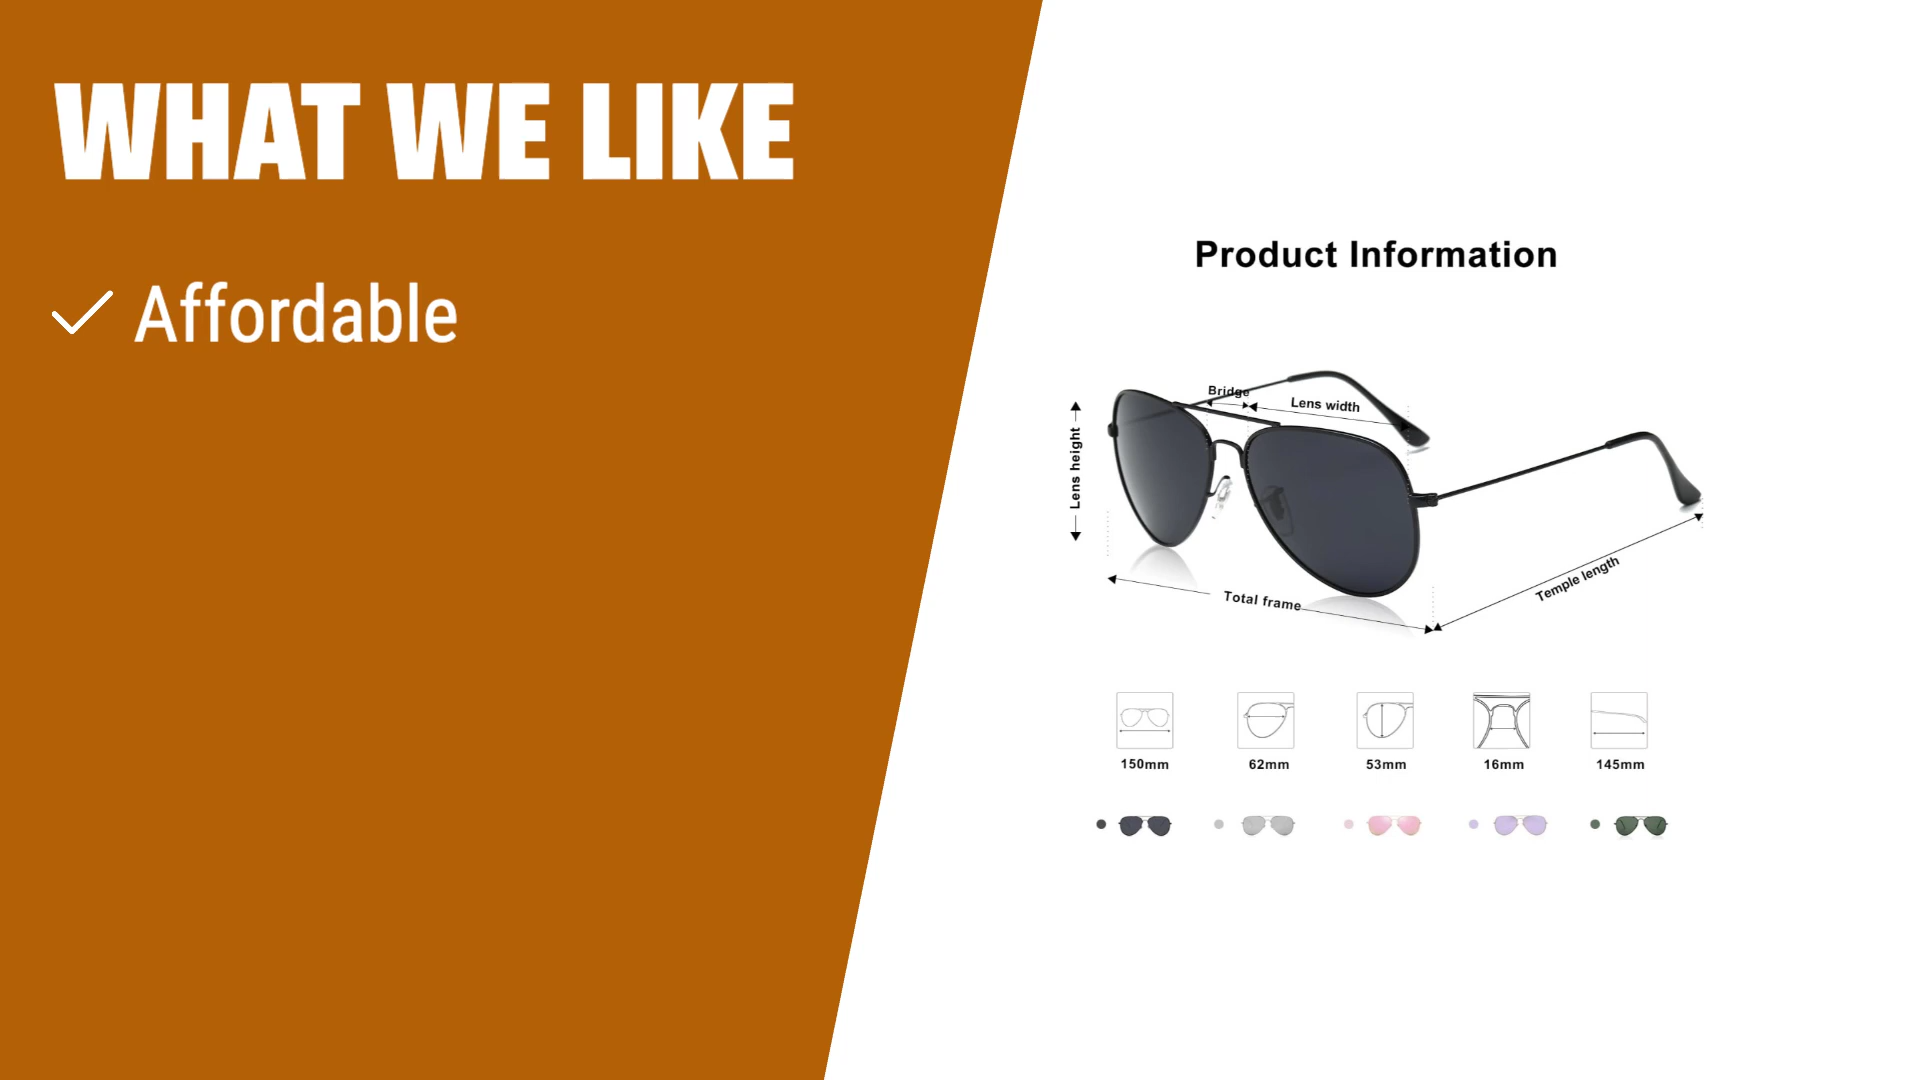 WHAT WE LIKE
Affordable
Product Information
Bridge
Lens width
Lens height
Total frame
Temple length
150mm
62mm
53mm
16mm
145mm